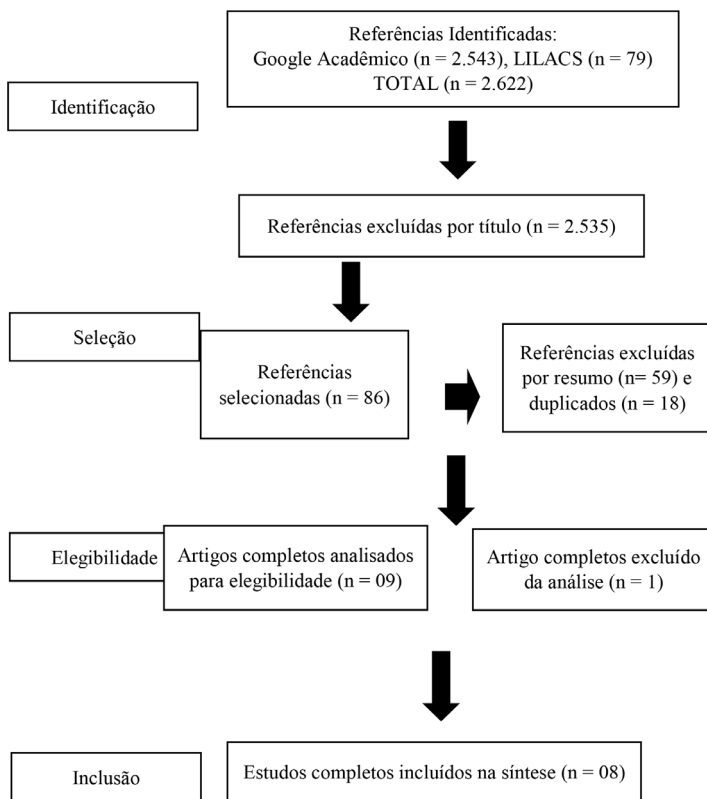 Referências Identificadas:
Google Acadêmico (n = 2.543), LILACS (n = 79)
TOTAL (n = 2.622)
Identificação
Referências excluídas por título (n = 2.535)
Seleção
Referências
selecionadas (n = 86)
Referências excluídas
por resumo (n= 59) e
duplicados (n = 18)
Elegibilidade
Artigos completos analisados
para elegibilidade (n = 09)
Artigo completos excluído
da análise (n = 1)
Inclusão
Estudos completos incluídos na síntese (n = 08)